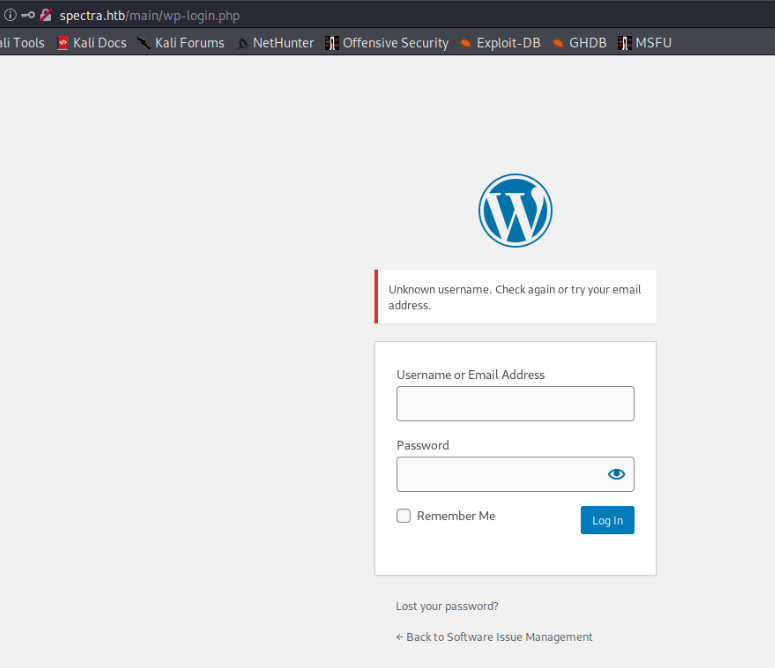 spectra.htb/main/wp-login.php
ali Tools Kali Docs Kali Forums NetHunter Offensive Security Exploit-DB GHDB MSFU
Unknown username. Check again or try your email
address.
Username or Email Address
Password
Remember Me Log In
Lost your password?
← Back to Software Issue Management